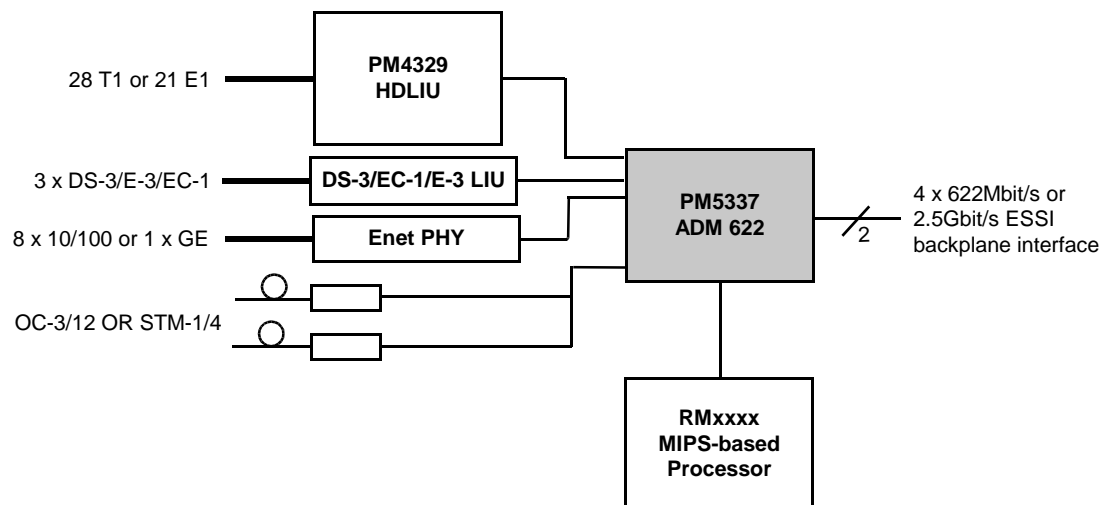 PM4329
HDLIU
28 T1 or 21 E1
3 x DS-3/E-3/EC-1
DS-3/EC-1/E-3 LIU
8 x 10/100 or 1 x GE
Enet PHY
OC-3/12 OR STM-1/4
PM5337
ADM 622
2
4 x 622Mbit/s or
2.5Gbit/s ESSI
backplane interface
RMxxxx
MIPS-based
Processor